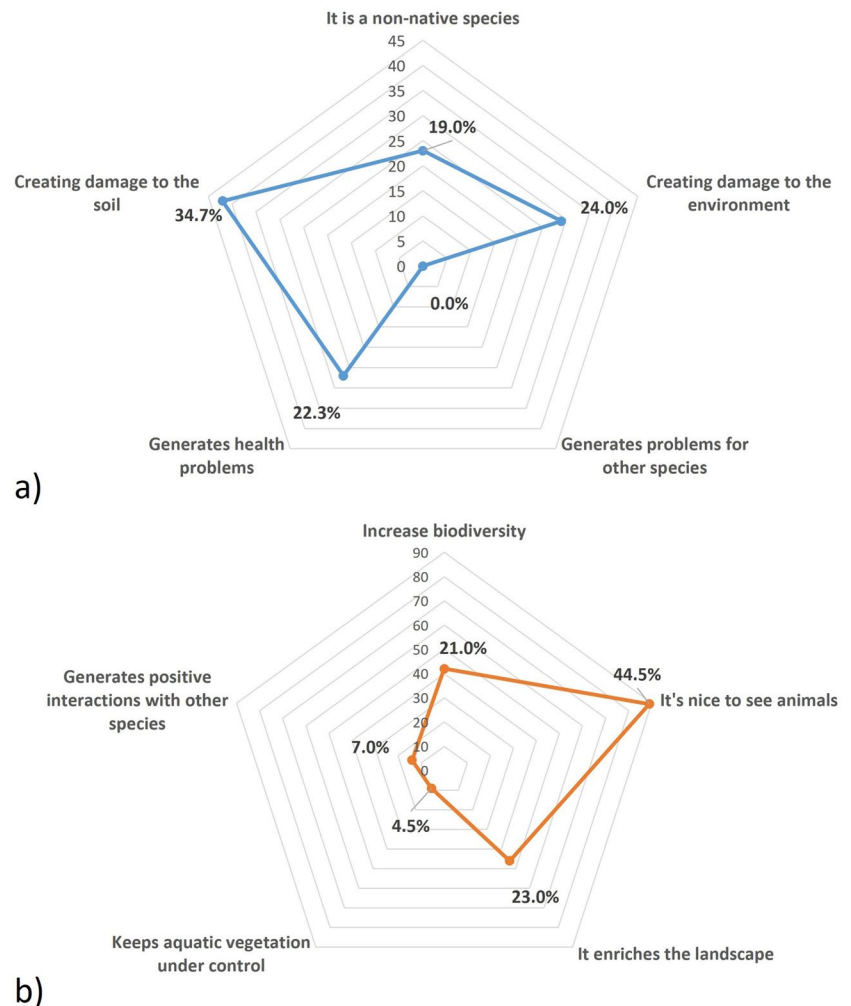 It is a non-native species
45
40
35
30
25
20
15
10
5
0
19.0%
Creating damage to the
soil
34.7%
Creating damage to the
environment
24.0%
0.0%
22.3%
Generates health
problems
Generates problems for
other species
a)
Increase biodiversity
90
80
70
60
50
40
30
20
10
0
21.0%
44.5%
It's nice to see animals
Generates positive
interactions with other
species
7.0%
4.5%
23.0%
Keeps aquatic vegetation
under control
It enriches the landscape
b)